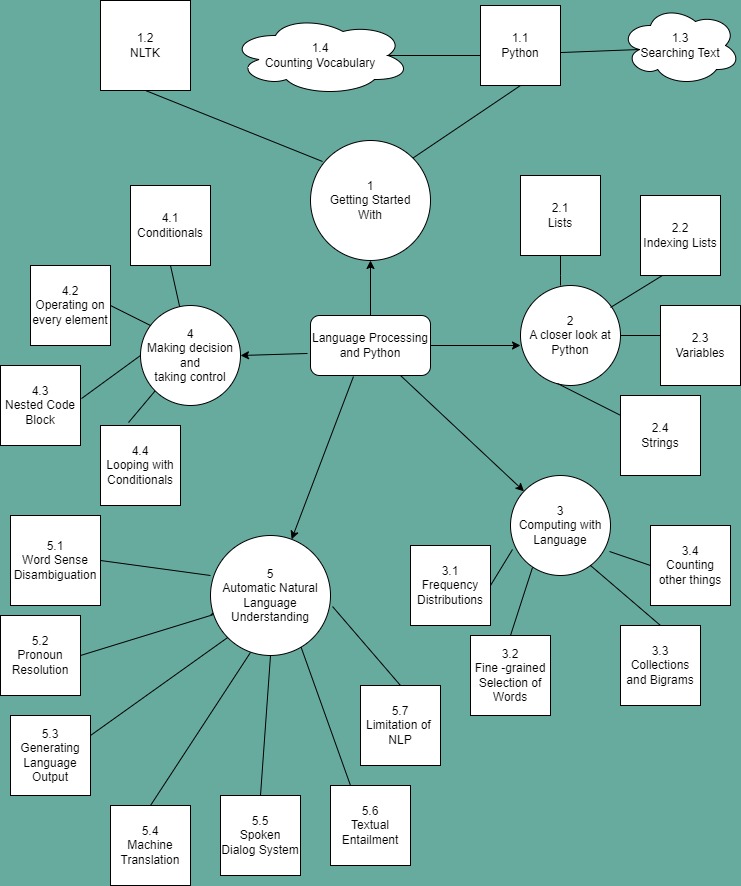 1.2
NLTK
1.4
Counting Vocabulary
1.1
Python
1.3
Searching Text
1
Getting Started
With
4.1
Conditionals
2.1
Lists
2.2
Indexing Lists
4.2
Operating on
every element
4
Making decision
and
taking control
Language Processing
and Python
2
A closer look at
Python
2.3
Variables
4.3
Nested Code
Block
4.4
Looping with
Conditionals
2.4
Strings
3
Computing with
Language
5.1
Word Sense
Disambiguation
5
Automatic Natural
Language
Understanding
3.1
Frequency
Distributions
3.4
Counting
other things
5.2
Pronoun
Resolution
3.2
Fine -grained
Selection of
Words
3.3
Collections
and Bigrams
5.3
Generating
Language
Output
5.7
Limitation of
NLP
5.4
Machine
Translation
5.5
Spoken
Dialog System
5.6
Textual
Entailment